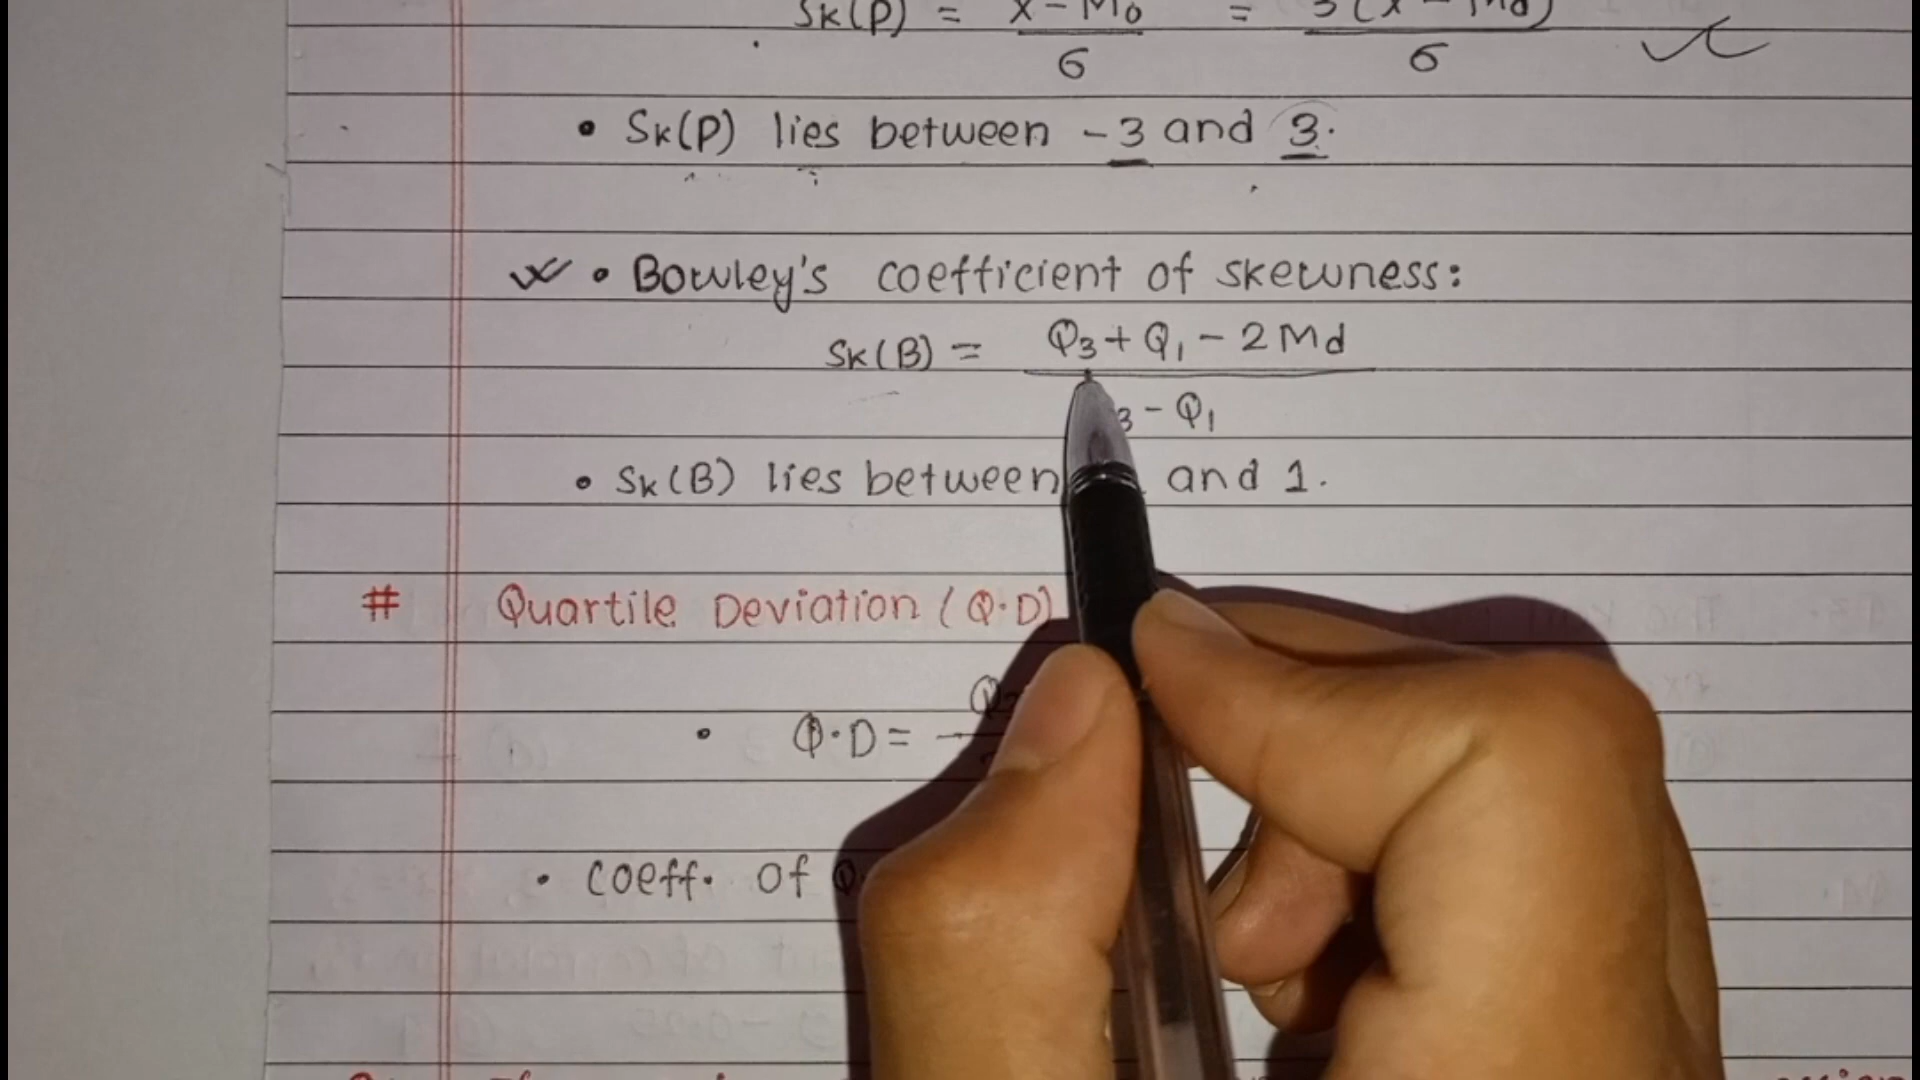 Sk(P) = x - Mo = 3(x - Md)
σ σ
• Sk(P) lies between -3 and 3.
• Bowley's coefficient of skewness:
Sk(B) = Q3 + Q1 - 2Md
3 - Q1
• Sk(B) lies between and 1.
# Quartile Deviation (Q.D)
• Q.D =
• coeff. of